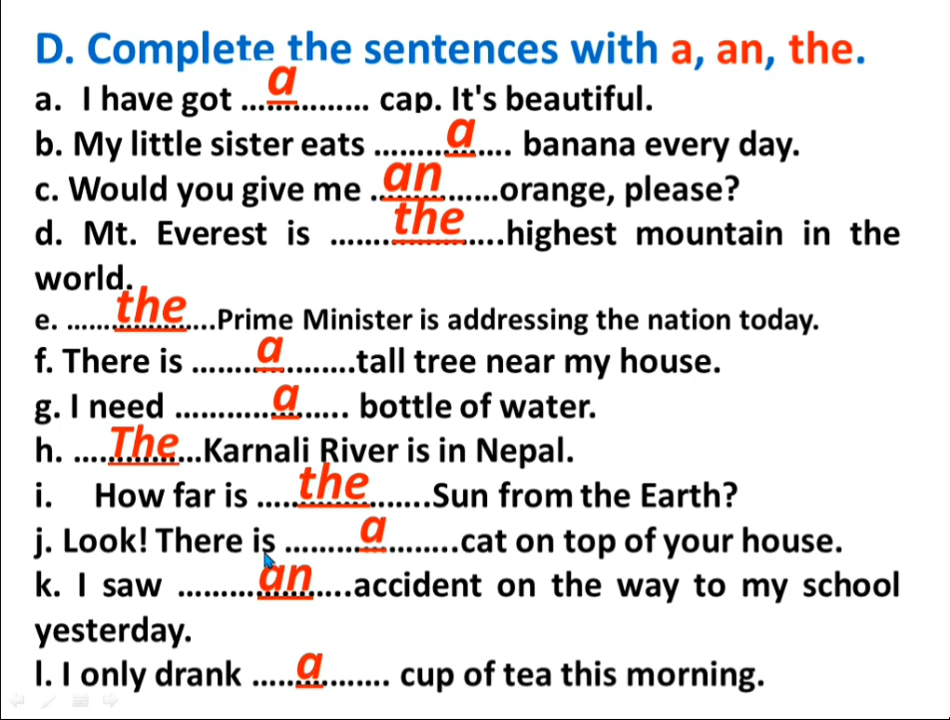 D. Complete the sentences with a, an, the.
a. I have got ......a......... cap. It's beautiful.
b. My little sister eats .........a...... banana every day.
c. Would you give me ...an........orange, please?
d. Mt. Everest is .......the.....highest mountain in the
world.
e. ......the....Prime Minister is addressing the nation today.
f. There is .......a.........tall tree near my house.
g. I need ............a...... bottle of water.
h. ....The...Karnali River is in Nepal.
i. How far is .....the.......Sun from the Earth?
j. Look! There is .........a.........cat on top of your house.
k. I saw .........an.....accident on the way to my school
yesterday.
l. I only drank .....a......... cup of tea this morning.